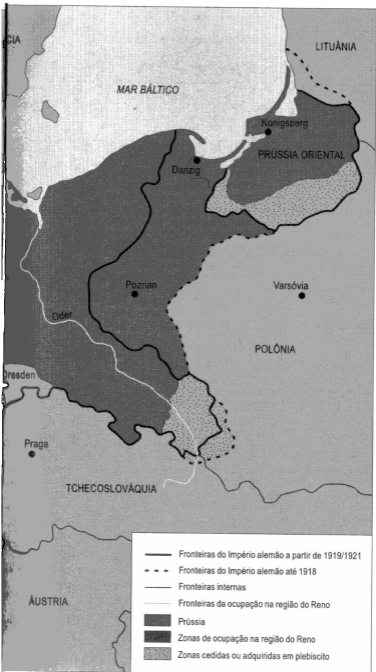 CIA
LITUÂNIA
MAR BÁLTICO
Königsberg
PRÚSSIA ORIENTAL
Danzig
Poznan
Varsóvia
Oder
POLÔNIA
Dresden
Praga
TCHECOSLOVÁQUIA
ÁUSTRIA
Fronteiras do Império alemão a partir de 1919/1921
Fronteiras do Império alemão até 1918
Fronteiras internas
Fronteiras da ocupação na região do Reno
Prússia
Zonas de ocupação na região do Reno
Zonas cedidas ou adquiridas em plebiscito